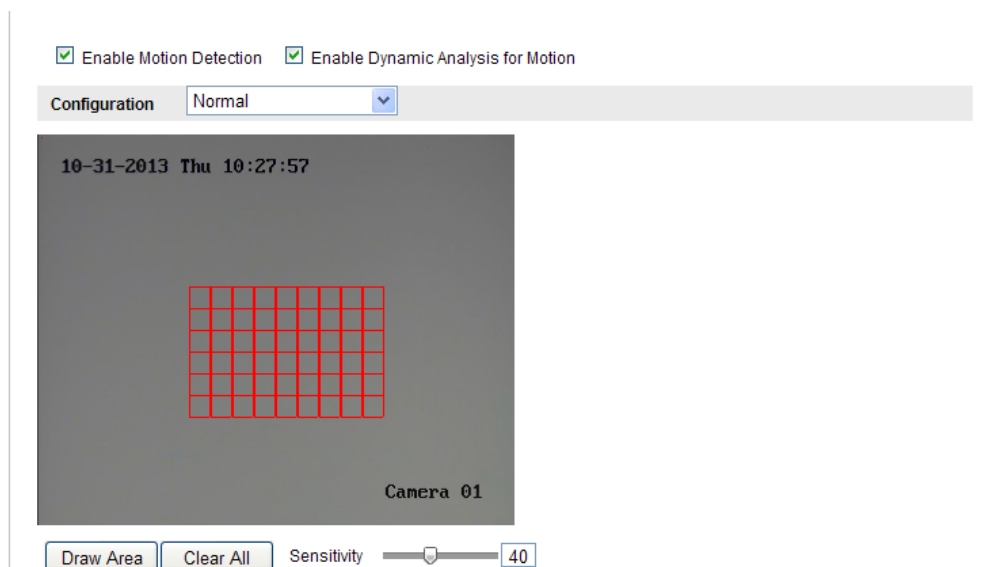 Enable Motion Detection Enable Dynamic Analysis for Motion
Configuration Normal
10-31-2013 Thu 10:27:57
Camera 01
Draw Area Clear All Sensitivity 40